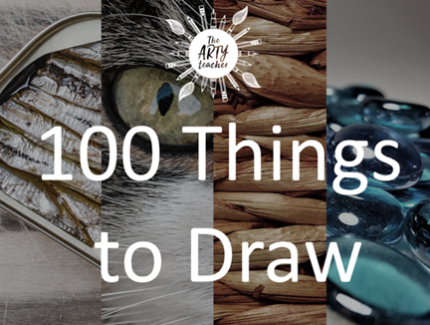 The
ARTY
teacher
100 Things
to Draw